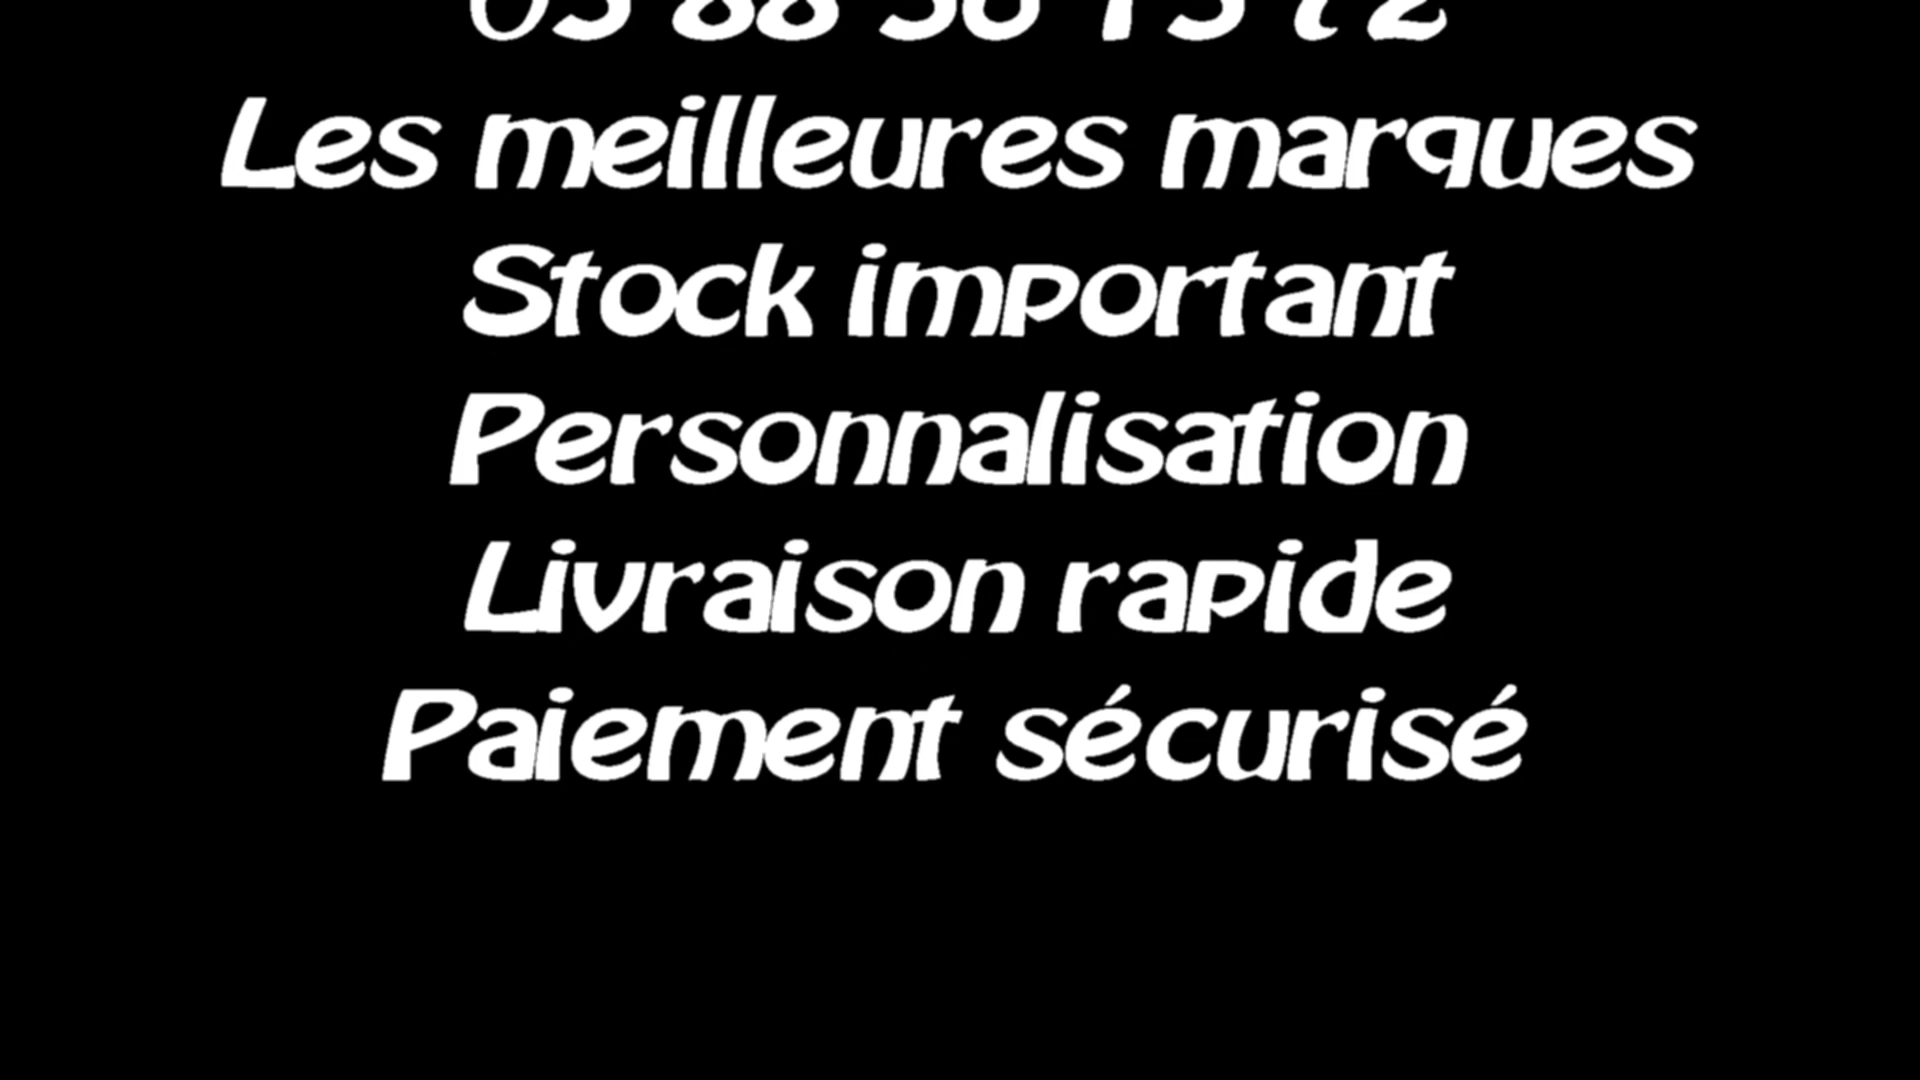 Les meilleures marques
Stock important
Personnalisation
Livraison rapide
Paiement sécurisé